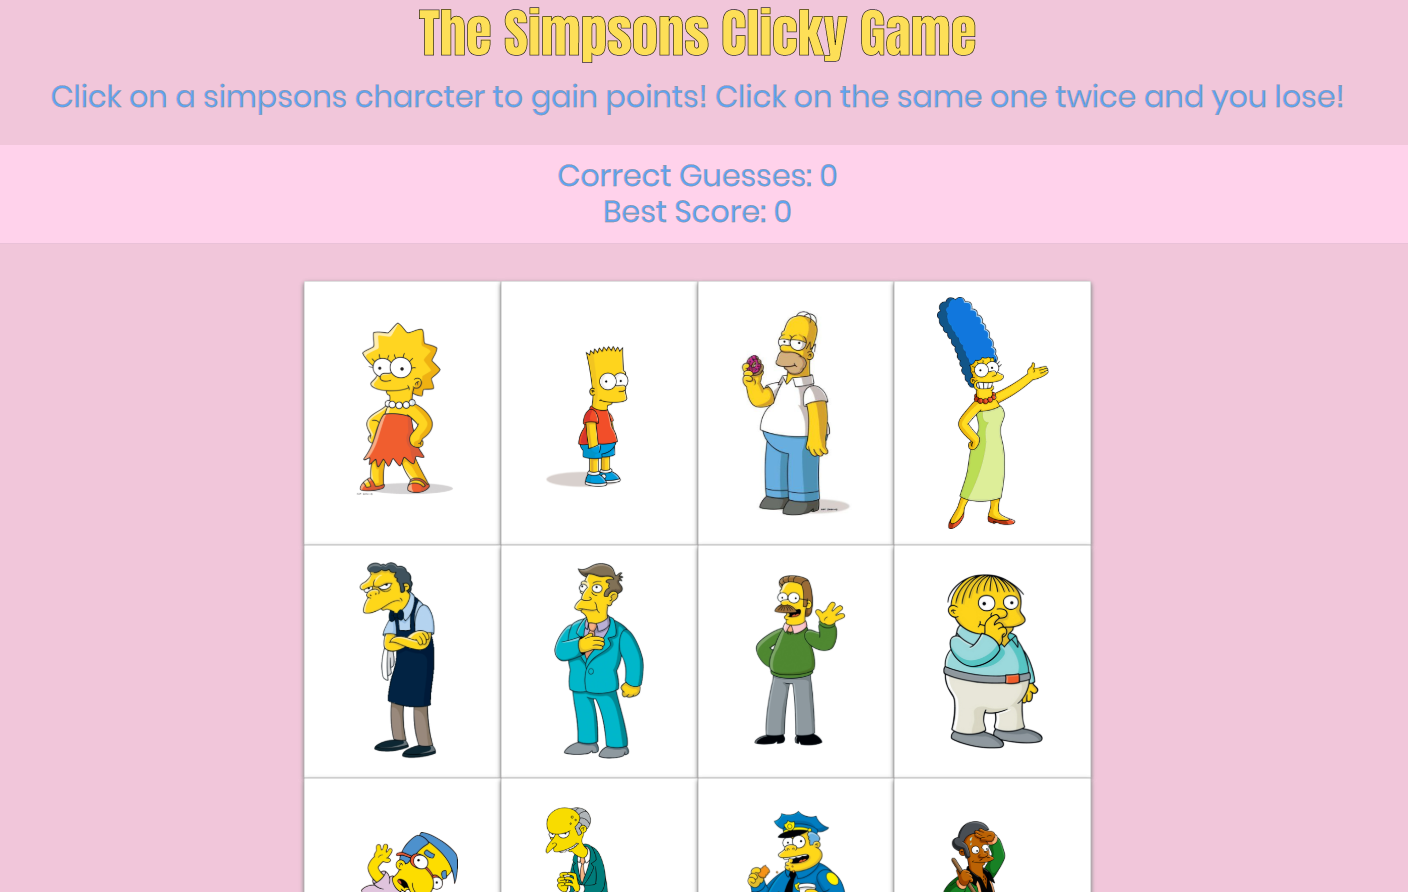 The Simpsons Clicky Game
Click on a simpsons charcter to gain points! Click on the same one twice and you lose!
Correct Guesses: 0
Best Score: 0